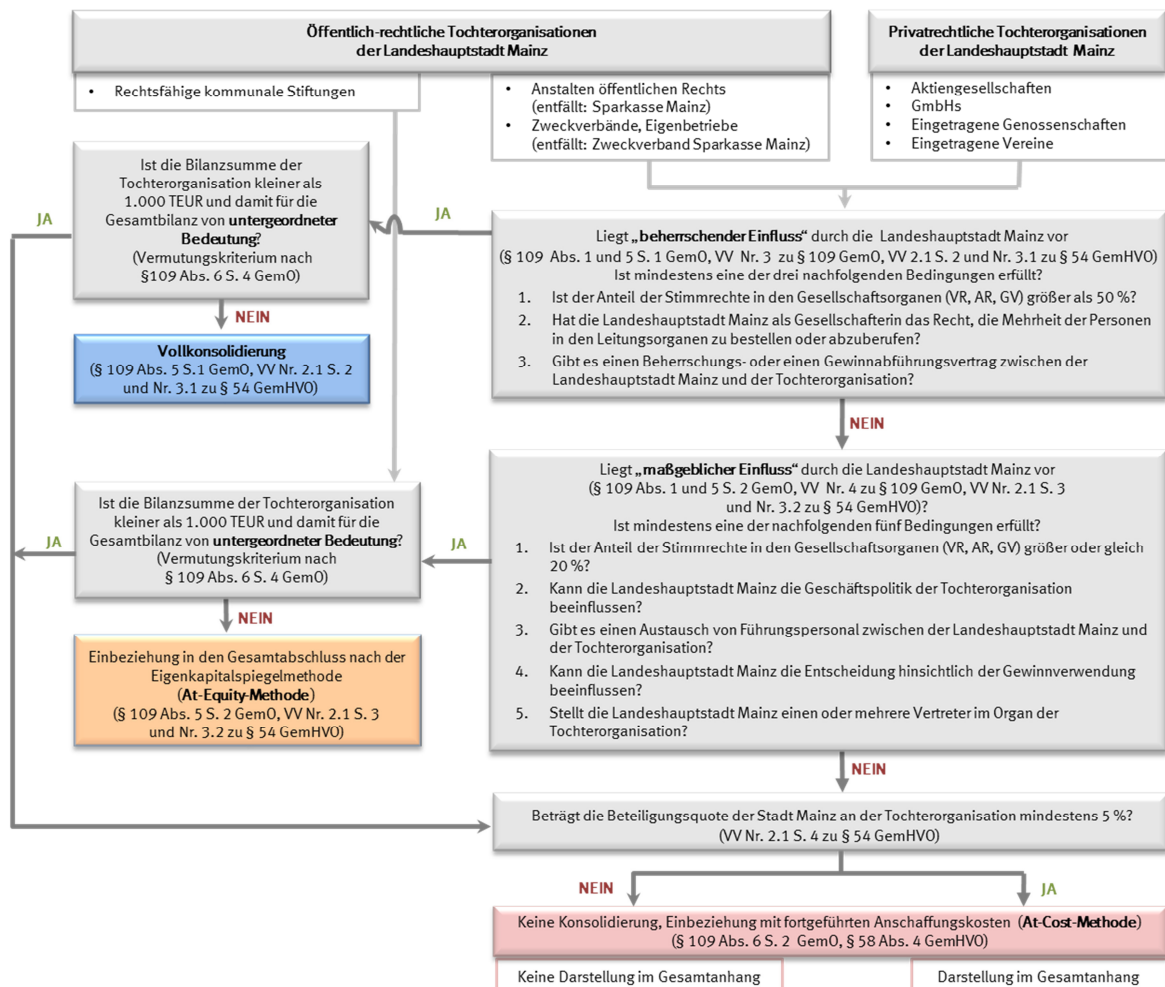 Öffentlich-rechtliche Tochterorganisationen
der Landeshauptstadt Mainz
Privatrechtliche Tochterorganisationen
der Landeshauptstadt Mainz
• Rechtsfähige kommunale Stiftungen
• Anstalten öffentlichen Rechts
(entfällt: Sparkasse Mainz)
• Zweckverbände, Eigenbetriebe
(entfällt: Zweckverband Sparkasse Mainz)
• Aktiengesellschaften
• GmbHs
• Eingetragene Genossenschaften
• Eingetragene Vereine
Ist die Bilanzsumme der
Tochterorganisation kleiner als
1.000 TEUR und damit für die
Gesamtbilanz von untergeordneter
Bedeutung?
(Vermutungskriterium nach
§109 Abs. 6 S. 4 GemO)
JA
JA
Liegt „beherrschender Einfluss“ durch die Landeshauptstadt Mainz vor
(§ 109 Abs. 1 und 5 S. 1 GemO, VV Nr. 3 zu § 109 GemO, VV 2.1 S. 2 und Nr. 3.1 zu § 54 GemHVO)
Ist mindestens eine der drei nachfolgenden Bedingungen erfüllt?
1. Ist der Anteil der Stimmrechte in den Gesellschaftsorganen (VR, AR, GV) größer als 50 %?
2. Hat die Landeshauptstadt Mainz als Gesellschafterin das Recht, die Mehrheit der Personen
in den Leitungsorganen zu bestellen oder abzuberufen?
3. Gibt es einen Beherrschungs- oder einen Gewinnabführungsvertrag zwischen der
Landeshauptstadt Mainz und der Tochterorganisation?
NEIN
Vollkonsolidierung
(§ 109 Abs. 5 S.1 GemO, VV Nr. 2.1 S. 2
und Nr. 3.1 zu § 54 GemHVO)
NEIN
Liegt „maßgeblicher Einfluss“ durch die Landeshauptstadt Mainz vor
(§ 109 Abs. 1 und 5 S. 2 GemO, VV Nr. 4 zu § 109 GemO, VV Nr. 2.1 S. 3
und Nr. 3.2 zu § 54 GemHVO)?
Ist mindestens eine der nachfolgenden fünf Bedingungen erfüllt?
1. Ist der Anteil der Stimmrechte in den Gesellschaftsorganen (VR, AR, GV) größer oder gleich
20 %?
2. Kann die Landeshauptstadt Mainz die Geschäftspolitik der Tochterorganisation
beeinflussen?
3. Gibt es einen Austausch von Führungspersonal zwischen der Landeshauptstadt Mainz und
der Tochterorganisation?
4. Kann die Landeshauptstadt Mainz die Entscheidung hinsichtlich der Gewinnverwendung
beeinflussen?
5. Stellt die Landeshauptstadt Mainz einen oder mehrere Vertreter im Organ der
Tochterorganisation?
Ist die Bilanzsumme der Tochterorganisation
kleiner als 1.000 TEUR und damit für die
Gesamtbilanz von untergeordneter Bedeutung?
(Vermutungskriterium nach
§ 109 Abs. 6 S. 4 GemO)
JA
JA
NEIN
Einbeziehung in den Gesamtabschluss nach der
Eigenkapitalspiegelmethode
(At-Equity-Methode)
(§ 109 Abs. 5 S. 2 GemO, VV Nr. 2.1 S. 3
und Nr. 3.2 zu § 54 GemHVO)
NEIN
Beträgt die Beteiligungsquote der Stadt Mainz an der Tochterorganisation mindestens 5 %?
(VV Nr. 2.1 S. 4 zu § 54 GemHVO)
NEIN
JA
Keine Konsolidierung, Einbeziehung mit fortgeführten Anschaffungskosten (At-Cost-Methode)
(§ 109 Abs. 6 S. 2 GemO, § 58 Abs. 4 GemHVO)
Keine Darstellung im Gesamtanhang
Darstellung im Gesamtanhang